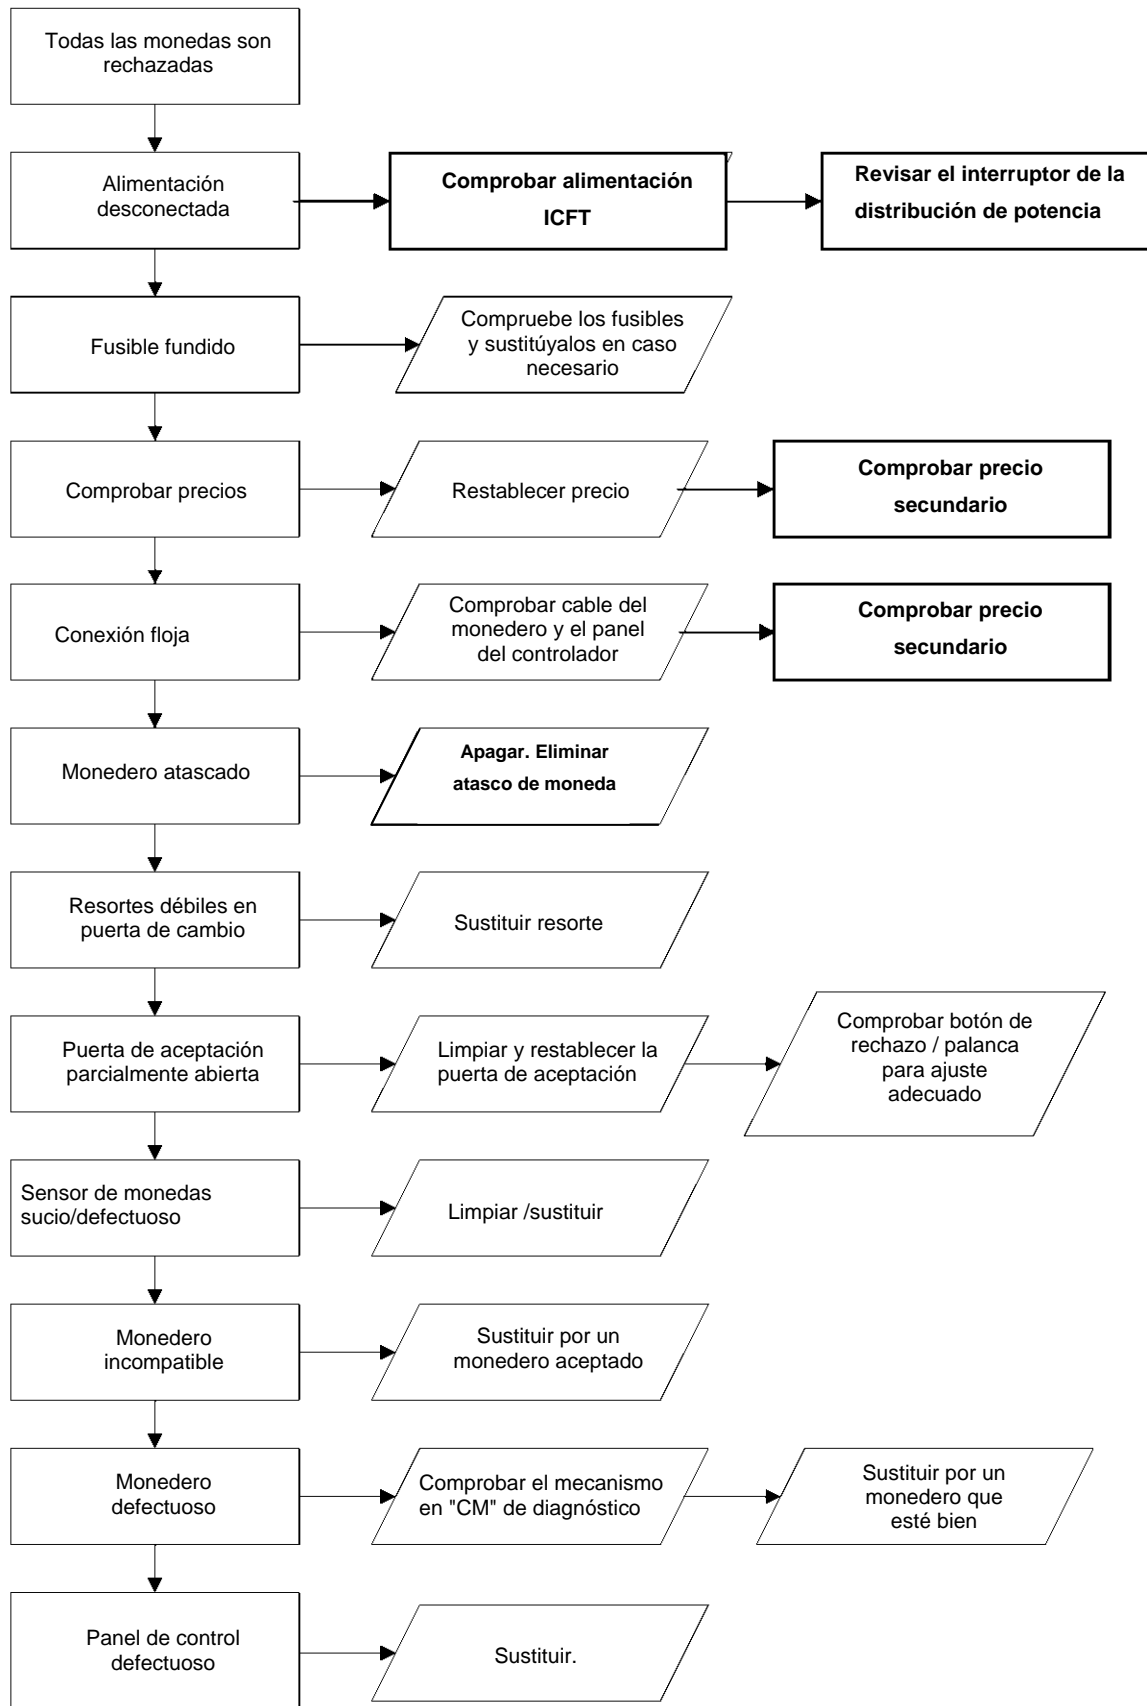 Todas las monedas son
rechazadas
Alimentación
desconectada
Comprobar alimentación
ICFT
Revisar el interruptor de la
distribución de potencia
Fusible fundido
Compruebe los fusibles
y sustitúyalos en caso
necesario
Comprobar precios
Restablecer precio
Comprobar precio
secundario
Conexión floja
Comprobar cable del
monedero y el panel
del controlador
Comprobar precio
secundario
Monedero atascado
Apagar. Eliminar
atasco de moneda
Resortes débiles en
puerta de cambio
Sustituir resorte
Puerta de aceptación
parcialmente abierta
Limpiar y restablecer la
puerta de aceptación
Comprobar botón de
rechazo / palanca
para ajuste
adecuado
Sensor de monedas
sucio/defectuoso
Limpiar /sustituir
Monedero
incompatible
Sustituir por un
monedero aceptado
Monedero
defectuoso
Comprobar el mecanismo
en "CM" de diagnóstico
Sustituir por un
monedero que
esté bien
Panel de control
defectuoso
Sustituir.